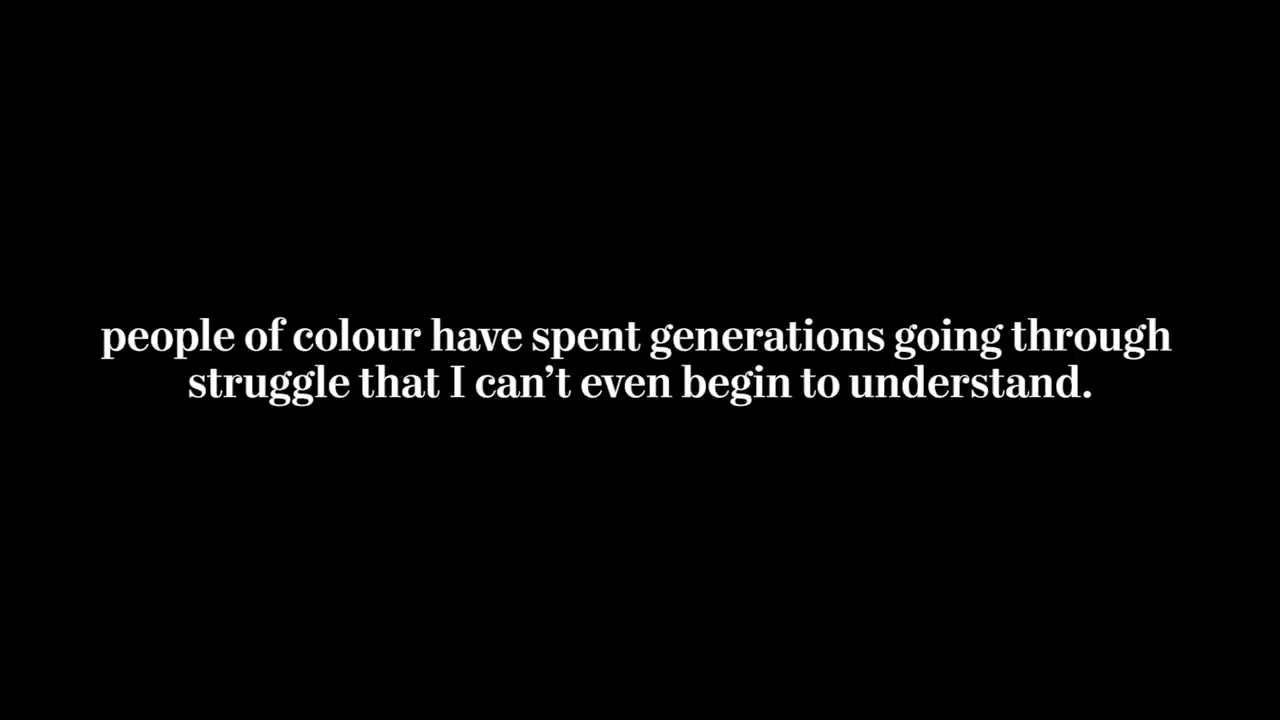 people of colour have spent generations going through
struggle that I can’t even begin to understand.